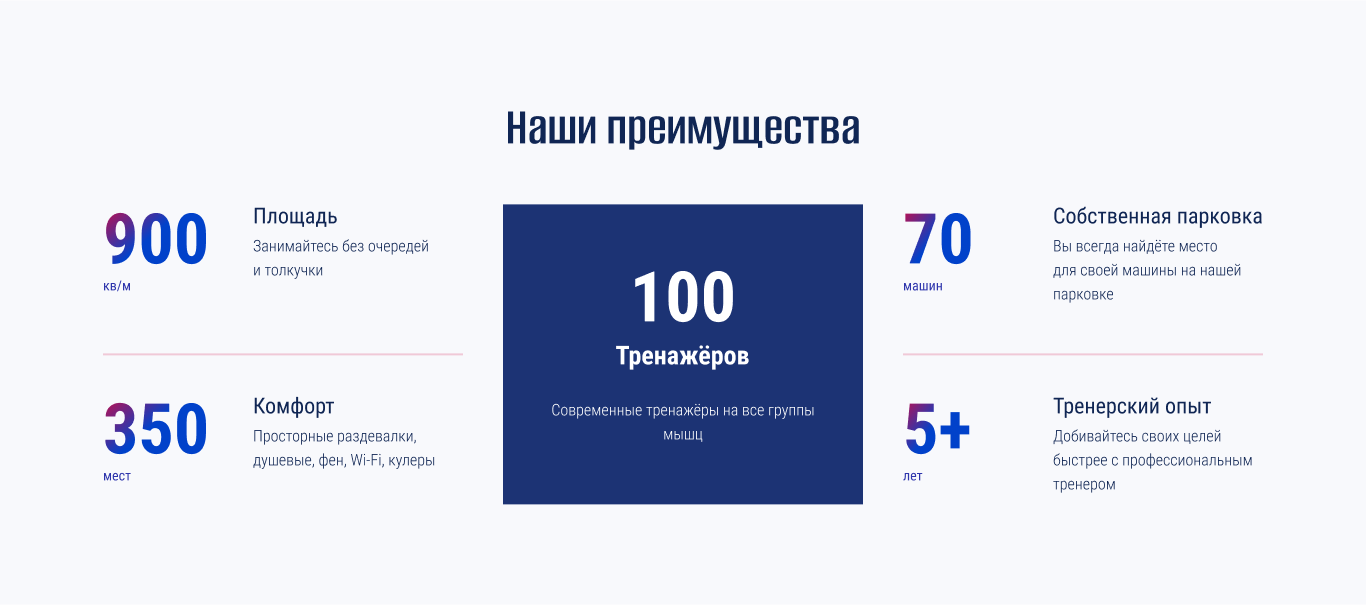 Наши преимущества
900
кв/м
Площадь
Занимайтесь без очередей
и толкучки
350
мест
Комфорт
Просторные раздевалки,
душевые, фен, Wi-Fi, кулеры
100
Тренажёров
Современные тренажёры на все группы
мышц
70
машин
Собственная парковка
Вы всегда найдёте место
для своей машины на нашей
парковке
5+
лет
Тренерский опыт
Добивайтесь своих целей
быстрее с профессиональным
тренером